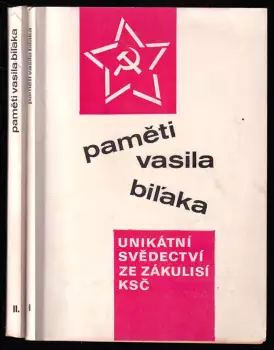 paměti vasila biľaka
II.
paměti vasila biľaka
I
paměti
vasila
biľaka
UNIKÁTNÍ
SVĚDECTVÍ
ZE ZÁKULISÍ
KSČ